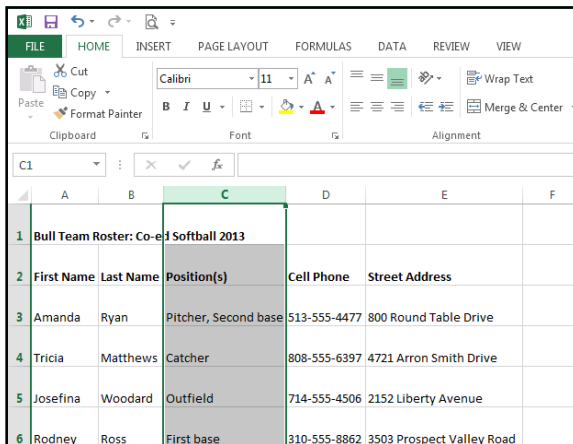 FILE HOME INSERT PAGE LAYOUT FORMULAS DATA REVIEW VIEW
Cut
Copy
Paste
Format Painter
Calibri 11 A A
B I U A
Wrap Text
Merge & Center
Clipboard Font Alignment
C1 fx
A B C D E F
1 Bull Team Roster: Co-ed Softball 2013
2 First Name Last Name Position(s) Cell Phone Street Address
3 Amanda Ryan Pitcher, Second base 513-555-4477 800 Round Table Drive
4 Tricia Matthews Catcher 808-555-6397 4721 Arron Smith Drive
5 Josefina Woodard Outfield 714-555-4506 2152 Liberty Avenue
6 Rodney Ross First base 310-555-8862 3503 Prospect Valley Road